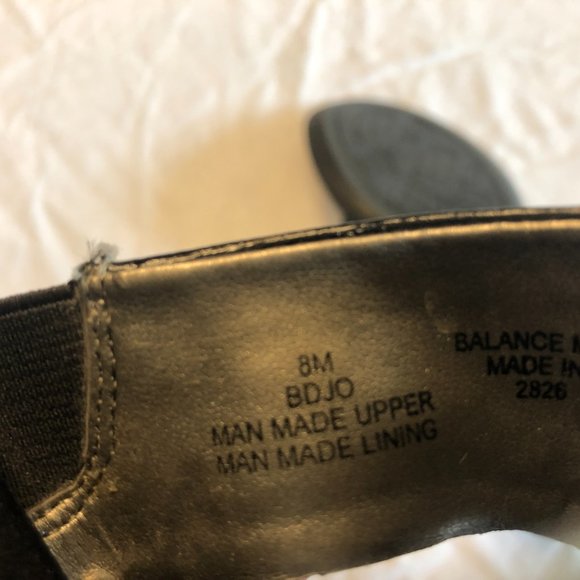 8M
BDJO
MAN MADE UPPER
MAN MADE LINING
BALANCE
MADE IN
2826